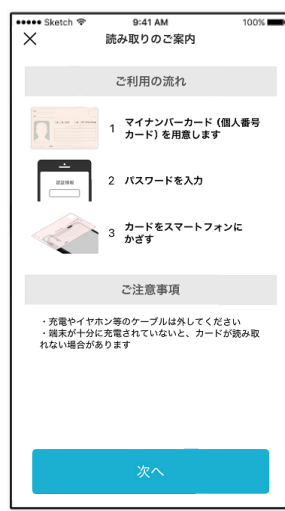 Sketch 9:41 AM 100%
読み取りのご案内
ご利用の流れ
1 マイナンバーカード (個人番号
カード) を用意します
認証情報
2 パスワードを入力
3 カードをスマートフォンに
かざす
ご注意事項
・充電やイヤホン等のケーブルは外してください
・端末が十分に充電されていないと、カードが読み取
れない場合があります
次へ